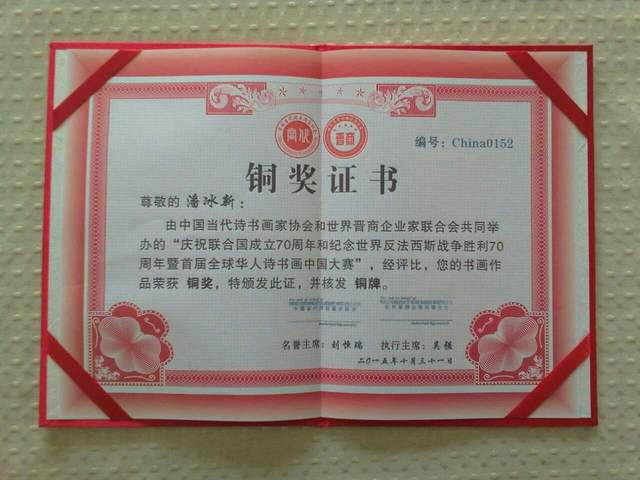 晋商
编号：China0152
铜奖证书
尊敬的 潘冰新：
由中国当代诗书画家协会和世界晋商企业家联合会共同举
办的“庆祝联合国成立70周年和纪念世界反法西斯战争胜利70
周年暨首届全球华人诗书画中国大赛”，经评比，您的书画作
品荣获 铜奖，特颁发此证，并核发 铜牌。
名誉主席：刘恒瑞 执行主席：吴强
二〇一五年十月三十一日